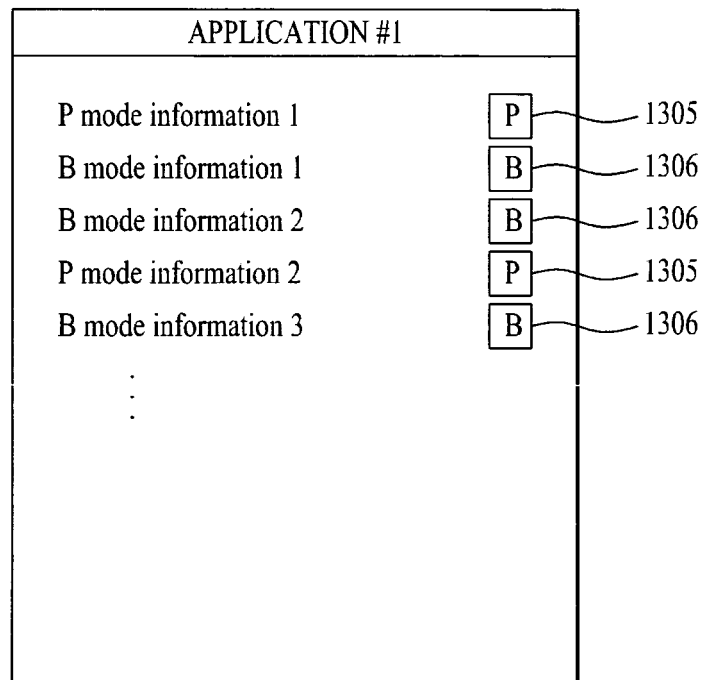 APPLICATION #1
P mode information 1 P 1305
B mode information 1 B 1306
B mode information 2 B 1306
P mode information 2 P 1305
B mode information 3 B 1306